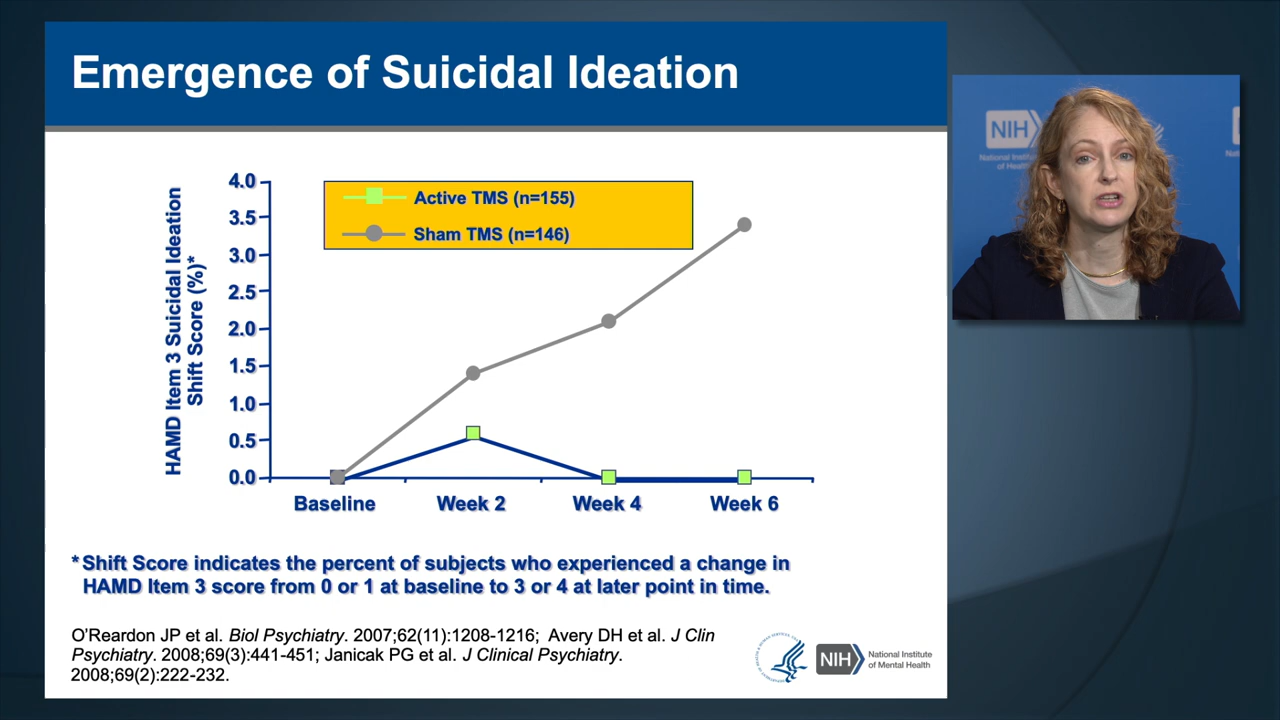 Emergence of Suicidal Ideation
HAMD Item 3 Suicidal Ideation
Shift Score (%)*
4.0
3.5
3.0
2.5
2.0
1.5
1.0
0.5
0.0
Active TMS (n=155)
Sham TMS (n=146)
Baseline
Week 2
Week 4
Week 6
* Shift Score indicates the percent of subjects who experienced a change in
HAMD Item 3 score from 0 or 1 at baseline to 3 or 4 at later point in time.
O'Reardon JP et al. Biol Psychiatry. 2007;62(11):1208-1216; Avery DH et al. J Clin
Psychiatry. 2008;69(3):441-451; Janicak PG et al. J Clinical Psychiatry.
2008;69(2):222-232.
NIH
National Institute
of Mental Health
NIH
National
of Health